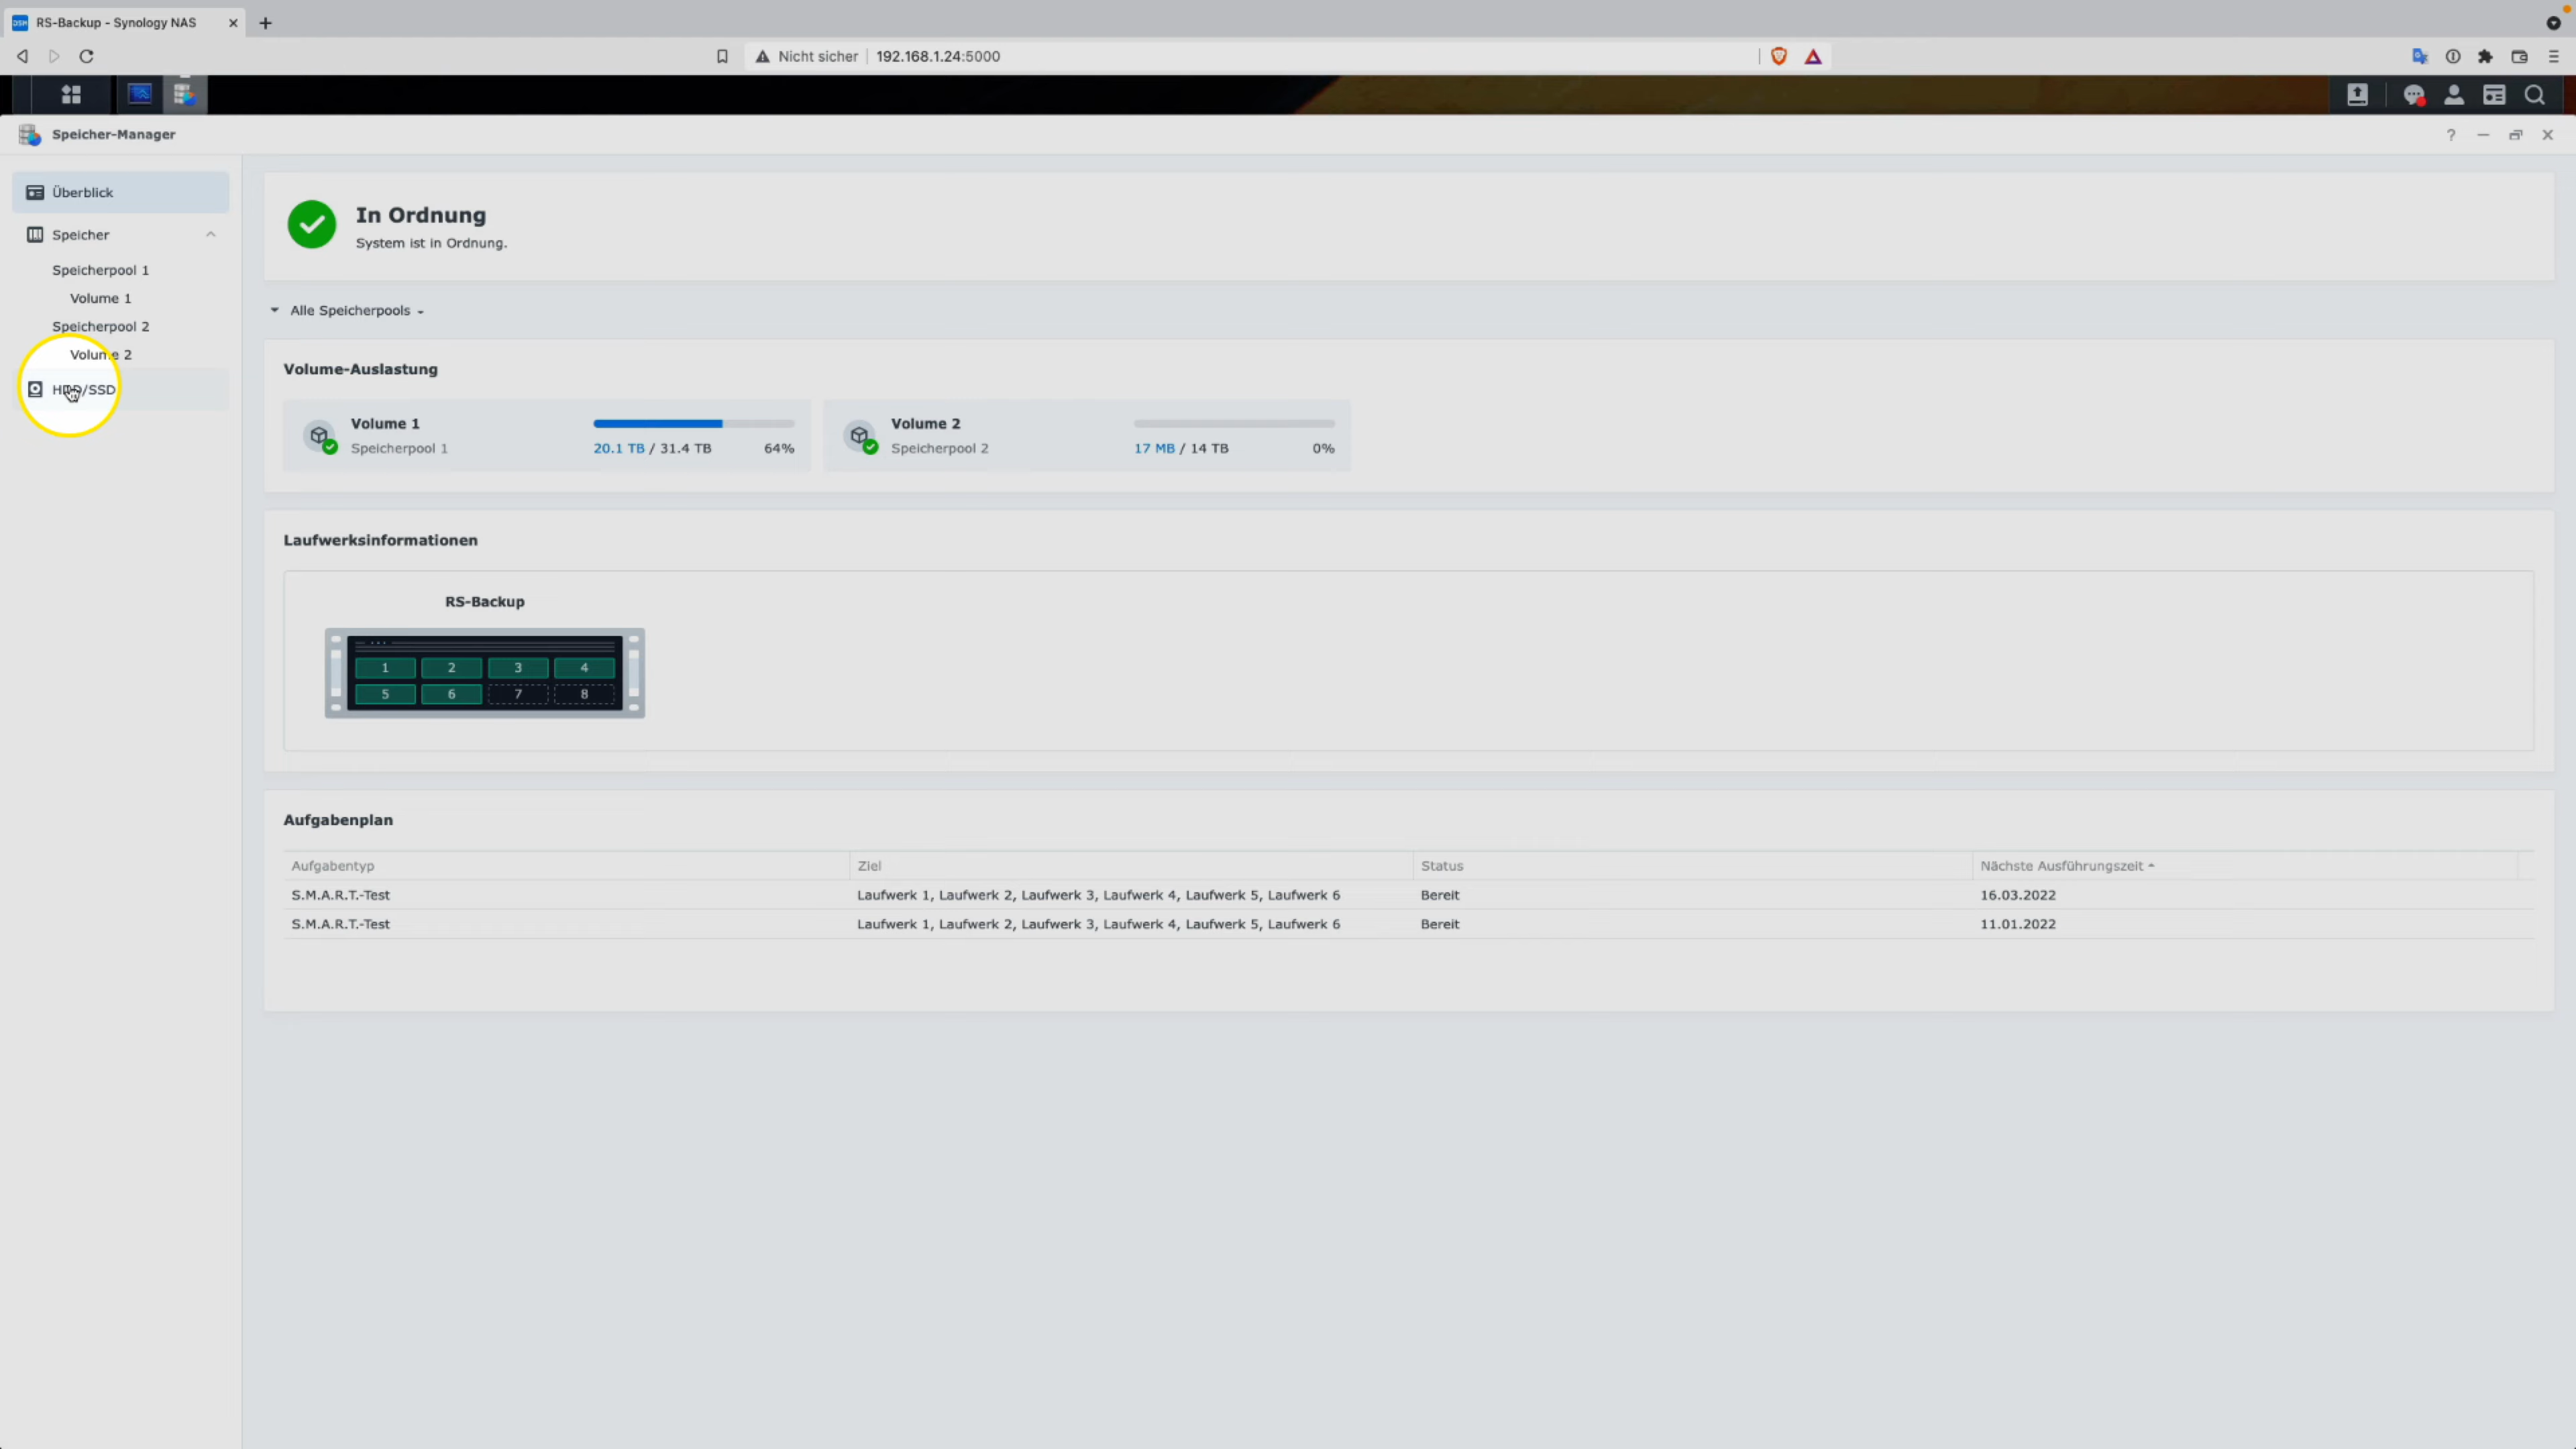 RS-Backup - Synology NAS
Nicht sicher
192.168.1.24:5000
Speicher-Manager
Überblick
Speicher
Speicherpool 1
Volume 1
Speicherpool 2
Volume 2
HDD/SSD
In Ordnung
System ist in Ordnung.
Alle Speicherpools
Volume-Auslastung
Volume 1
Speicherpool 1
20.1 TB / 31.4 TB
64%
Volume 2
Speicherpool 2
17 MB / 14 TB
0%
Laufwerksinformationen
RS-Backup
1 2 3 4
5 6 7 8
Aufgabenplan
Aufgabentyp Ziel Status Nächste Ausführungszeit
S.M.A.R.T.-Test Laufwerk 1, Laufwerk 2, Laufwerk 3, Laufwerk 4, Laufwerk 5, Laufwerk 6 Bereit 16.03.2022
S.M.A.R.T.-Test Laufwerk 1, Laufwerk 2, Laufwerk 3, Laufwerk 4, Laufwerk 5, Laufwerk 6 Bereit 11.01.2022